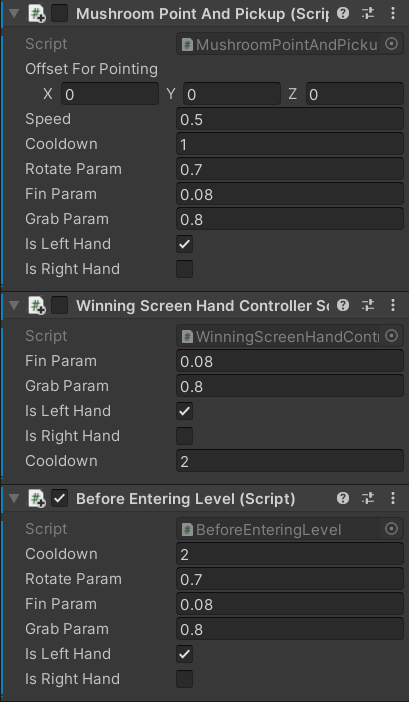 Mushroom Point And Pickup (Scrip
Script MushroomPointAndPicku
Offset For Pointing
X 0 Y 0 Z 0
Speed 0.5
Cooldown 1
Rotate Param 0.7
Fin Param 0.08
Grab Param 0.8
Is Left Hand
Is Right Hand
Winning Screen Hand Controller Sc
Script WinningScreenHandContr
Fin Param 0.08
Grab Param 0.8
Is Left Hand
Is Right Hand
Cooldown 2
Before Entering Level (Script)
Script BeforeEnteringLevel
Cooldown 2
Rotate Param 0.7
Fin Param 0.08
Grab Param 0.8
Is Left Hand
Is Right Hand